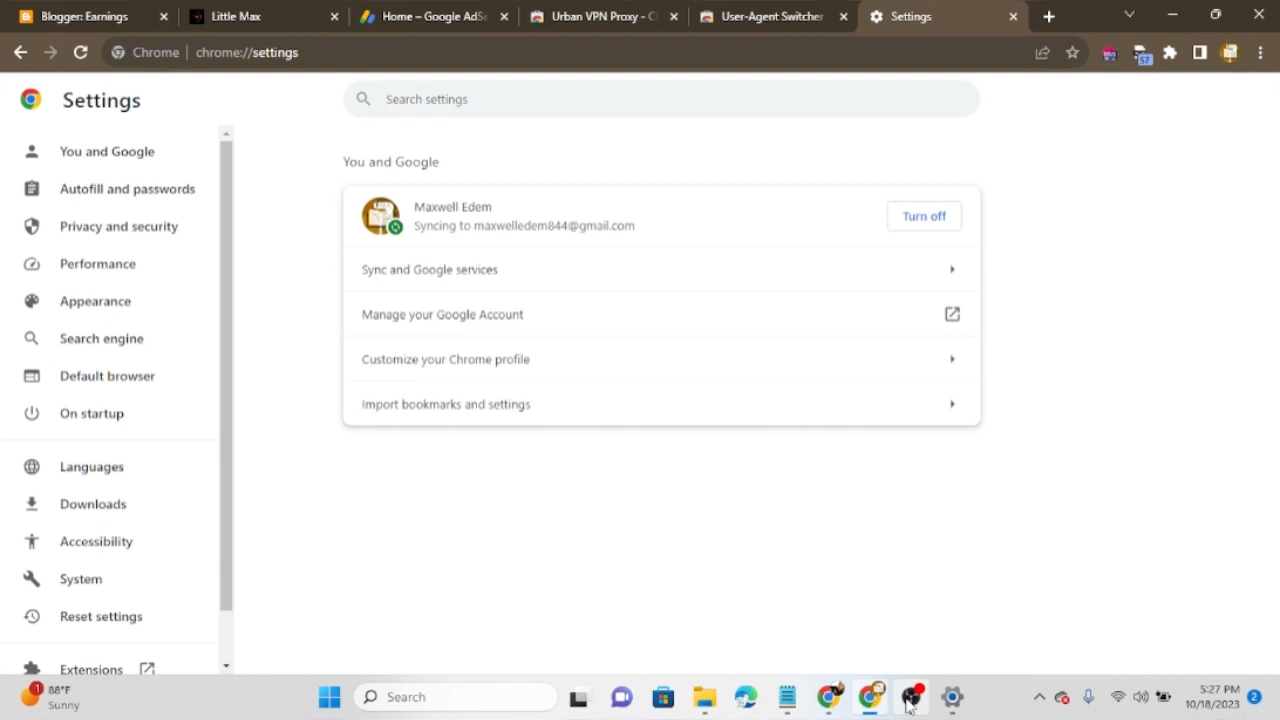 Blogger: Earnings
Little Max
Home – Google AdSe
Urban VPN Proxy - C
User-Agent Switcher
Settings
Chrome
chrome://settings
57
Settings
Search settings
You and Google
Autofill and passwords
Privacy and security
Performance
Appearance
Search engine
Default browser
On startup
Languages
Downloads
Accessibility
System
Reset settings
Extensions
You and Google
Maxwell Edem
Syncing to maxwelledem844@gmail.com
Turn off
Sync and Google services
Manage your Google Account
Customize your Chrome profile
Import bookmarks and settings
1
88°F
Sunny
Search
5:27 PM
10/18/2023
2